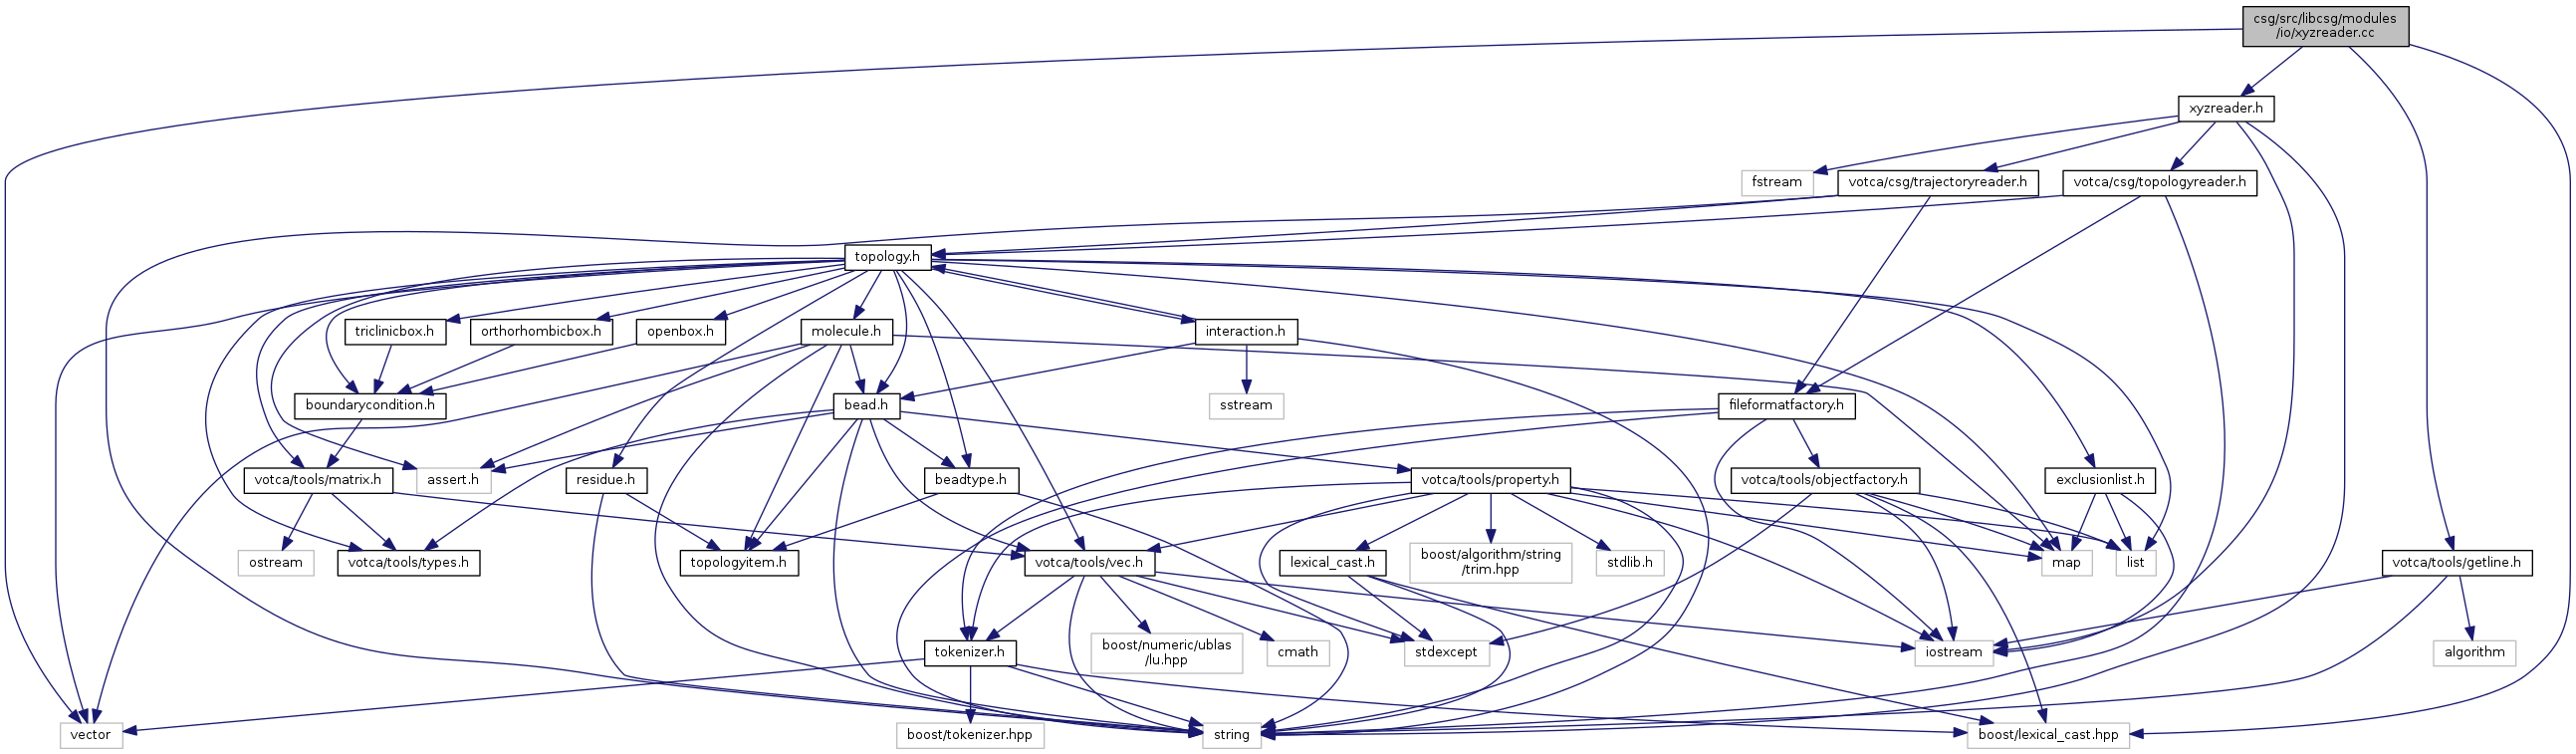 csg/src/libcsg/modules
/io/xyzreader.cc
xyzreader.h
fstream
votca/csg/trajectoryreader.h
votca/csg/topologyreader.h
topology.h
triclinicbox.h
orthorhombicbox.h
openbox.h
molecule.h
interaction.h
boundarycondition.h
bead.h
sstream
fileformatfactory.h
votca/tools/matrix.h
assert.h
residue.h
beadtype.h
votca/tools/property.h
votca/tools/objectfactory.h
exclusionlist.h
ostream
votca/tools/types.h
topologyitem.h
votca/tools/vec.h
lexical_cast.h
boost/algorithm/string
/trim.hpp
stdlib.h
map
list
votca/tools/getline.h
tokenizer.h
boost/numeric/ublas
/lu.hpp
cmath
stdexcept
iostream
algorithm
vector
boost/tokenizer.hpp
string
boost/lexical_cast.hpp